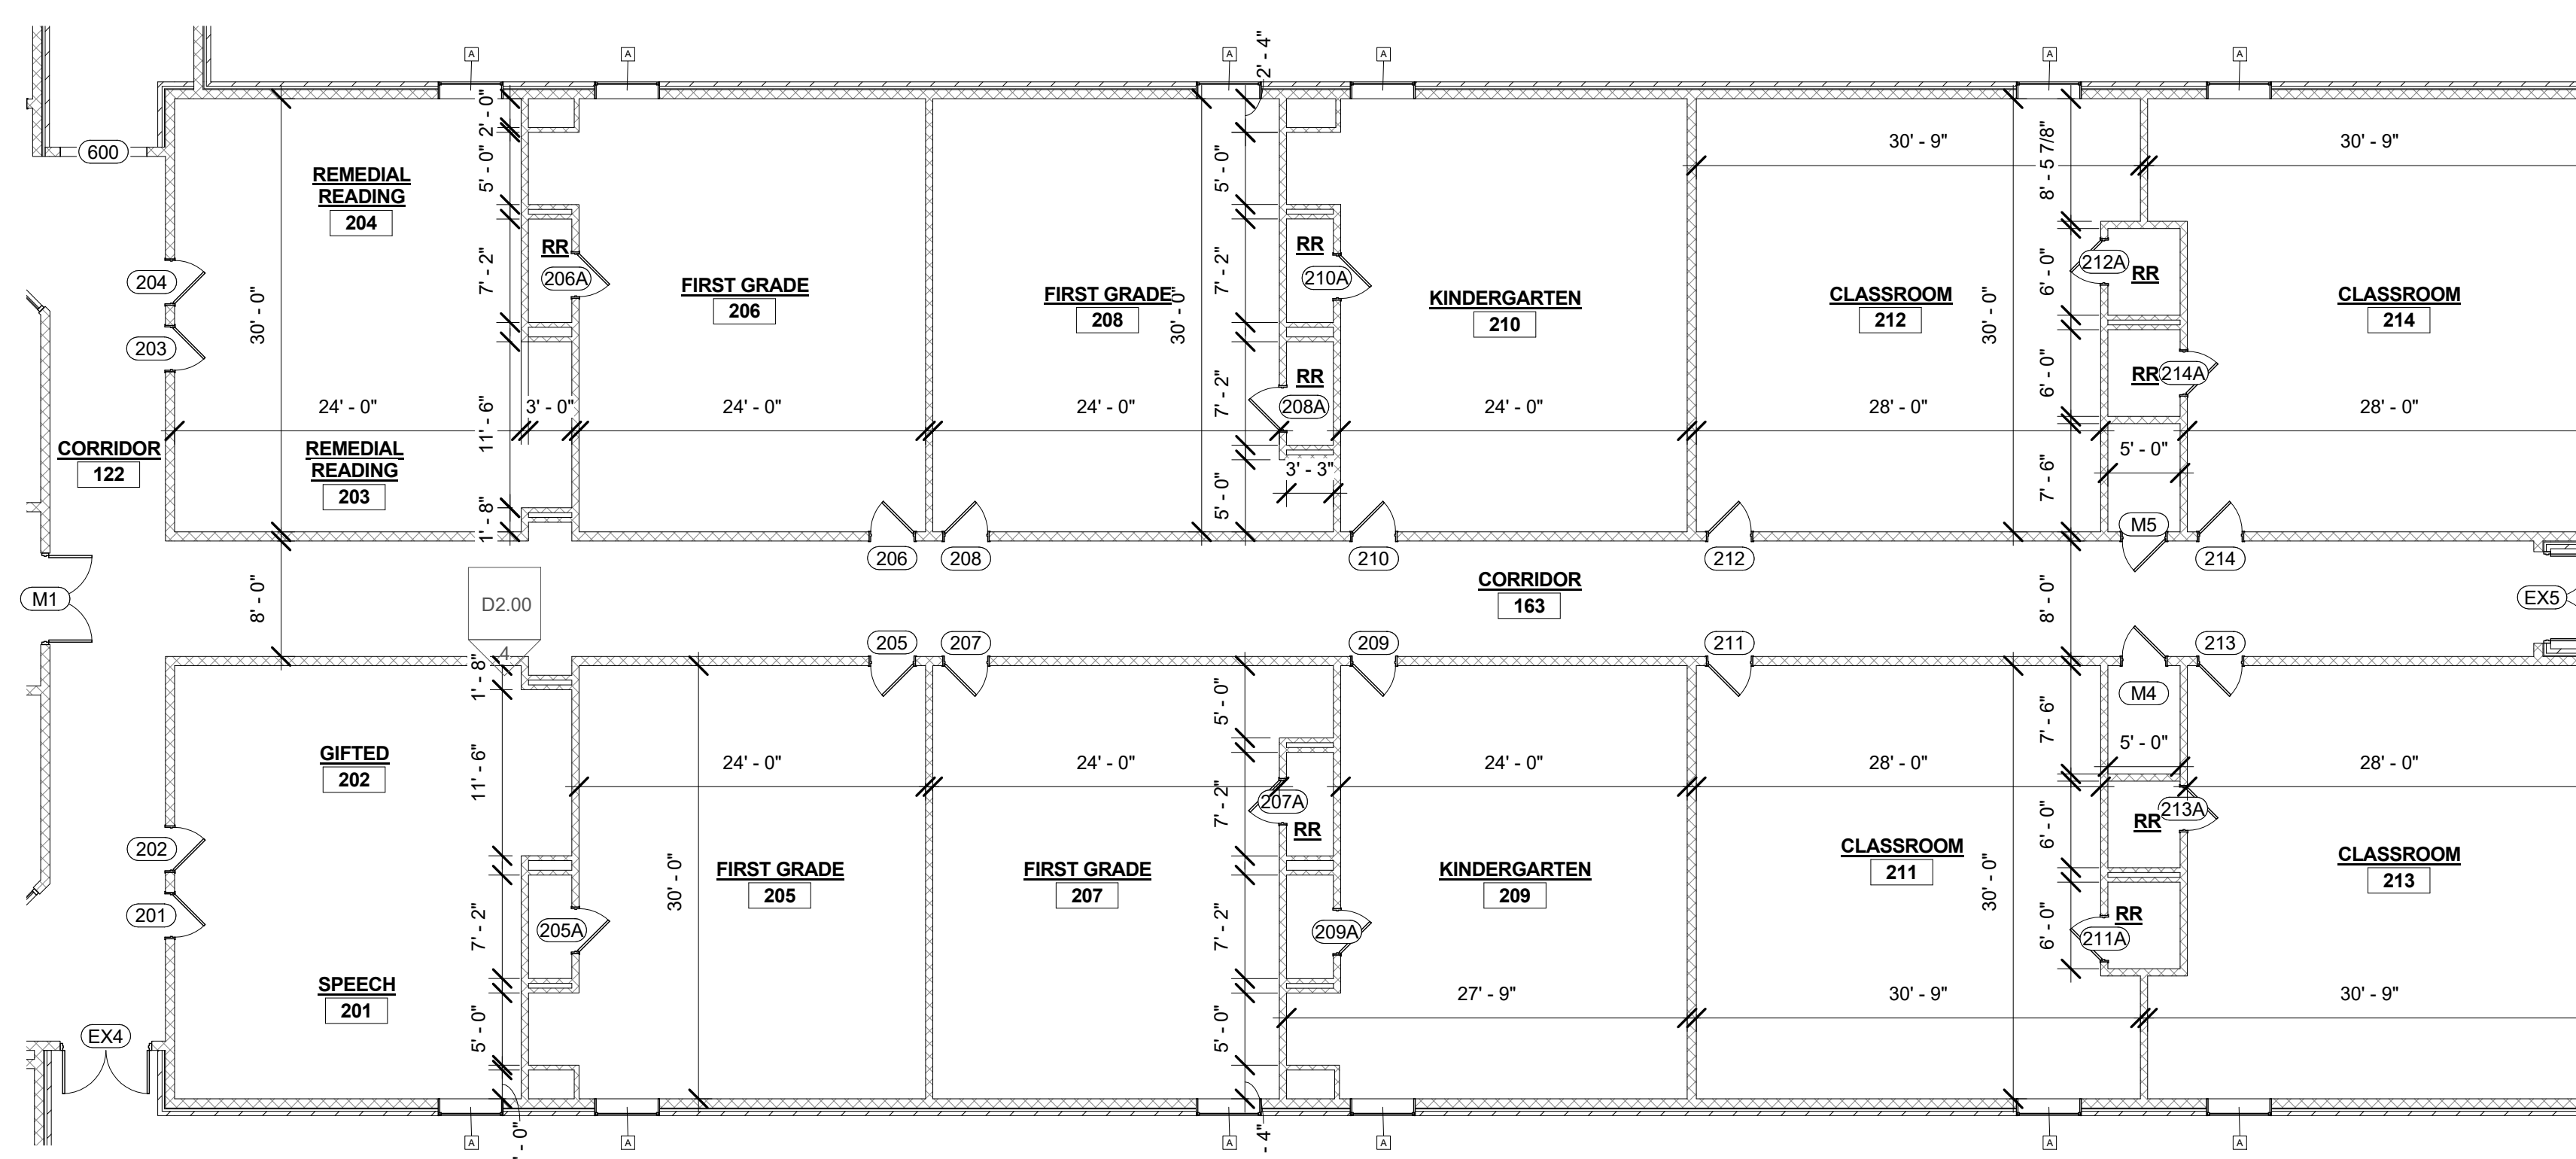 A
A
A
2' - 4"
A
A
A
600
2' - 0"
5' - 0"
7' - 2"
11' - 6"
1' - 8"
REMEDIAL
READING
204
204
203
30' - 0"
24' - 0"
3' - 0"
REMEDIAL
READING
203
CORRIDOR
122
RR
206A
FIRST GRADE
206
24' - 0"
FIRST GRADE
208
30' - 0"
24' - 0"
5' - 0"
7' - 2"
7' - 2"
5' - 0"
RR
210A
RR
208A
3' - 3"
KINDERGARTEN
210
24' - 0"
30' - 9"
CLASSROOM
212
30' - 0"
28' - 0"
8' - 5 7/8"
6' - 0"
6' - 0"
7' - 6"
212A
RR
RR
214A
5' - 0"
M5
30' - 9"
CLASSROOM
214
28' - 0"
206
208
210
212
214
M1
8' - 0"
D2.00
4
CORRIDOR
163
8' - 0"
EX5
205
207
209
211
213
1' - 8"
11' - 6"
7' - 2"
5' - 0"
GIFTED
202
202
201
SPEECH
201
EX4
205A
24' - 0"
30' - 0"
FIRST GRADE
205
24' - 0"
FIRST GRADE
207
5' - 0"
7' - 2"
7' - 2"
5' - 0"
207A
RR
209A
24' - 0"
KINDERGARTEN
209
27' - 9"
28' - 0"
CLASSROOM
211
30' - 0"
30' - 9"
7' - 6"
6' - 0"
6' - 0"
M4
5' - 0"
213A
RR
RR
211A
28' - 0"
CLASSROOM
213
30' - 9"
A
' - 0"
A
A
- 4"
A
A
A